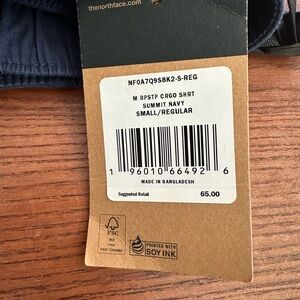 thenorthface.com
NF0A7Q9S8K2-S-REG
M RPSTP CRGO SHRT
SUMMIT NAVY
SMALL/REGULAR
1 96010 66492 6
MADE IN BANGLADESH
Suggested Retail 65.00
FSC
MIX
PRINTED WITH
SOY INK